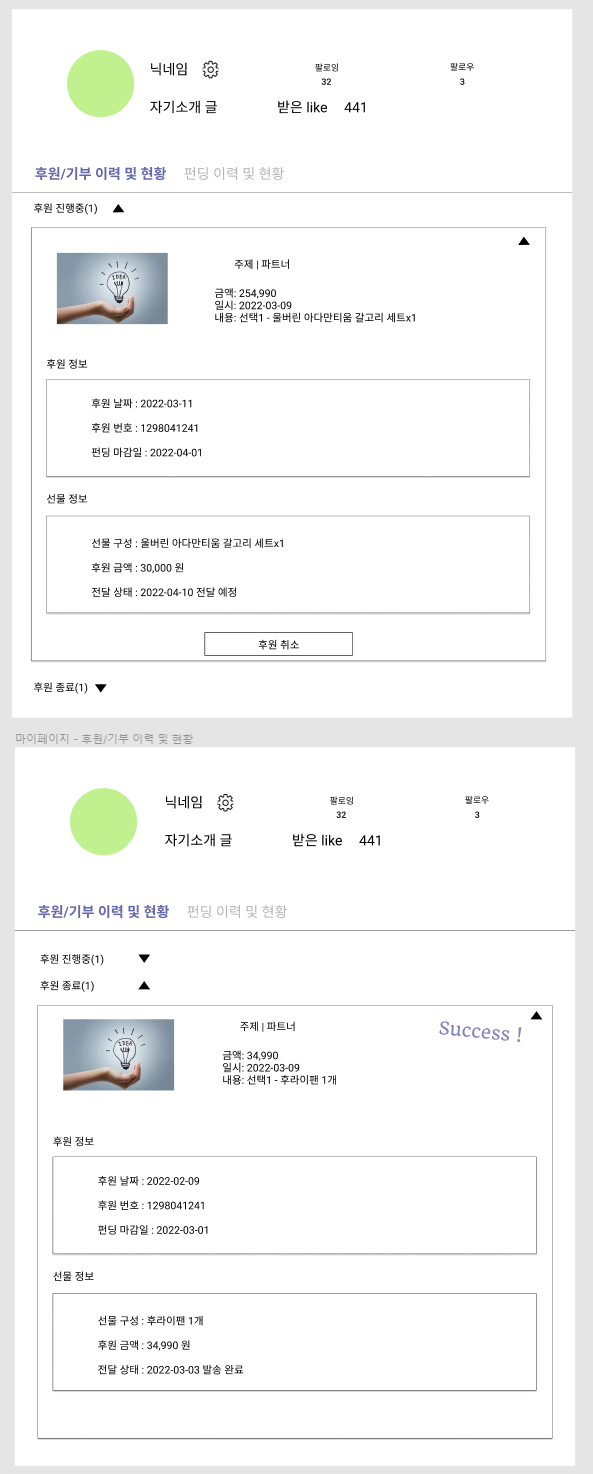 닉네임
팔로잉
팔로우
32
3
자기소개 글
받은 like 441
후원/기부 이력 및 현황
펀딩 이력 및 현황
후원 진행중(1)
IDEA
주제 | 파트너
금액: 254,990
일시: 2022-03-09
내용: 선택1 - 울버린 아다만티움 갈고리 세트x1
후원 정보
후원 날짜 : 2022-03-11
후원 번호 : 1298041241
펀딩 마감일 : 2022-04-01
선물 정보
선물 구성 : 울버린 아다만티움 갈고리 세트x1
후원 금액 : 30,000 원
전달 상태 : 2022-04-10 전달 예정
후원 취소
후원 종료(1)
마이페이지 - 후원/기부 이력 및 현황
닉네임
팔로잉
팔로우
32
3
자기소개 글
받은 like 441
후원/기부 이력 및 현황
펀딩 이력 및 현황
후원 진행중(1)
후원 종료(1)
IDEA
주제 | 파트너
Success !
금액: 34,990
일시: 2022-03-09
내용: 선택1 - 후라이팬 1개
후원 정보
후원 날짜 : 2022-02-09
후원 번호 : 1298041241
펀딩 마감일 : 2022-03-01
선물 정보
선물 구성 : 후라이팬 1개
후원 금액 : 34,990 원
전달 상태 : 2022-03-03 발송 완료